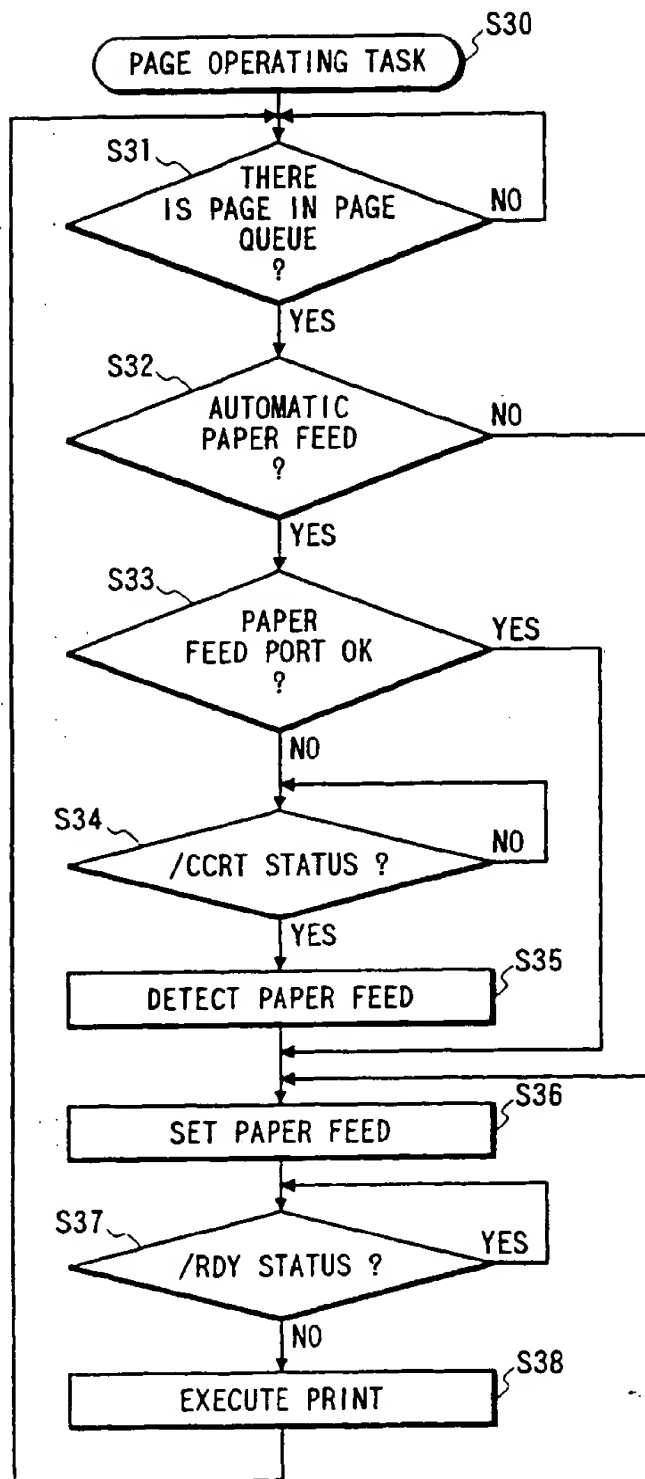 S30
PAGE OPERATING TASK
S31
THERE
IS PAGE IN PAGE
QUEUE
?
NO
YES
S32
AUTOMATIC
PAPER FEED
?
NO
YES
S33
PAPER
FEED PORT OK
?
YES
NO
S34
/CCRT STATUS ?
NO
YES
S35
DETECT PAPER FEED
S36
SET PAPER FEED
S37
/RDY STATUS ?
YES
NO
S38
EXECUTE PRINT